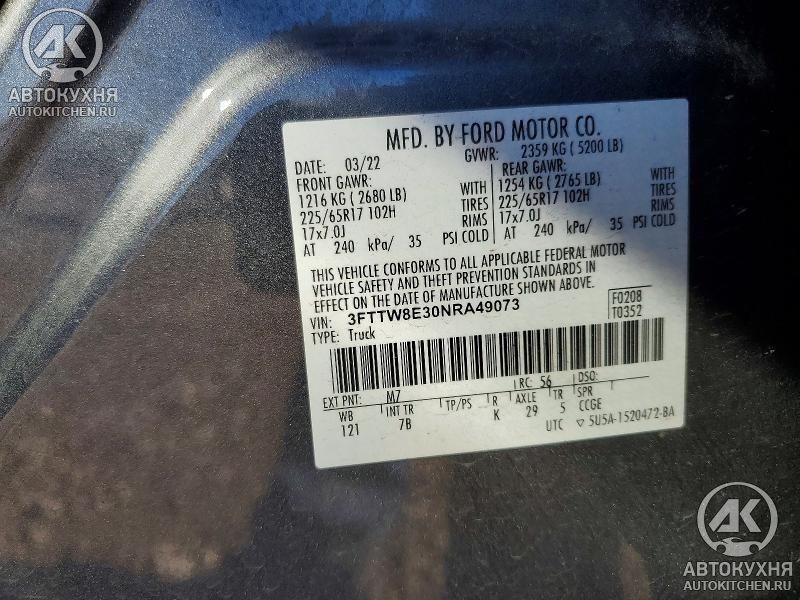 АК
АВТОКУХНЯ
AUTOKITCHEN.RU
MFD. BY FORD MOTOR CO.
DATE: 03/22 GVWR: 2359 KG ( 5200 LB)
FRONT GAWR: REAR GAWR:
1216 KG ( 2680 LB) WITH 1254 KG ( 2765 LB) WITH
225/65R17 102H TIRES 225/65R17 102H TIRES
17x7.0J RIMS 17x7.0J RIMS
AT 240 kPa/ 35 PSI COLD AT 240 kPa/ 35 PSI COLD
THIS VEHICLE CONFORMS TO ALL APPLICABLE FEDERAL MOTOR
VEHICLE SAFETY AND THEFT PREVENTION STANDARDS IN
EFFECT ON THE DATE OF MANUFACTURE SHOWN ABOVE.
VIN: 3FTTW8E30NRA49073 F0208
TYPE: Truck T0352
EXT PNT: M7 RC: 56 DSO:
WB INT TR TP/PS R AXLE TR SPR
121 7B K 29 5 CCGE
UTC ▽ 5U5A-1520472-BA
АК
АВТОКУХНЯ
AUTOKITCHEN.RU